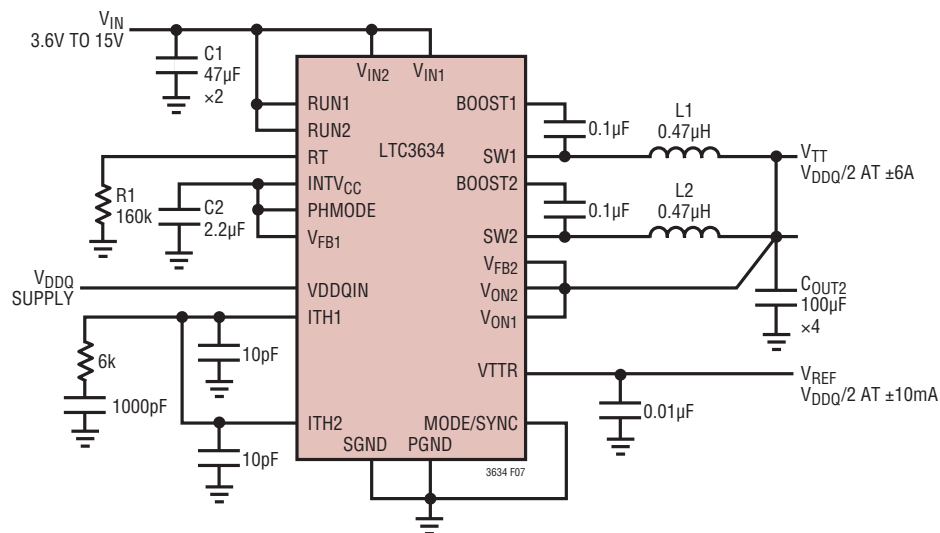 VIN
3.6V TO 15V
C1
47µF
×2
VIN2
VIN1
RUN1
RUN2
RT
INTVCC
PHMODE
VFB1
VDDQIN
ITH1
ITH2
SGND
PGND
LTC3634
BOOST1
SW1
BOOST2
SW2
VFB2
VON2
VON1
VTTR
MODE/SYNC
R1
160k
C2
2.2µF
VDDQ
SUPPLY
6k
1000pF
10pF
10pF
0.1µF
L1
0.47µH
VTT
VDDQ/2 AT ±6A
0.1µF
L2
0.47µH
COUT2
100µF
×4
VREF
VDDQ/2 AT ±10mA
0.01µF
3634 F07